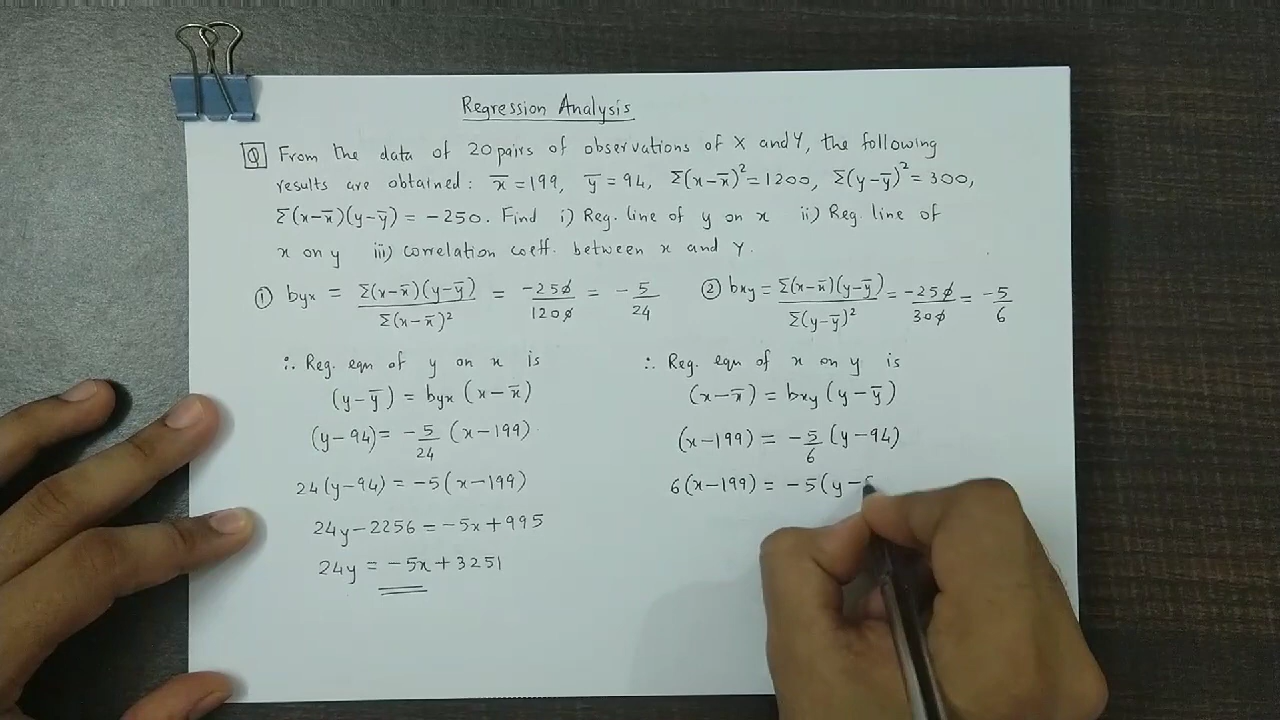 Regression Analysis
Q From the data of 20 pairs of observations of X and Y, the following
results are obtained: x̅ = 199, y̅ = 94, Σ(x-x̅)² = 1200, Σ(y-y̅)² = 300,
Σ(x-x̅)(y-y̅) = -250. Find i) Reg. line of y on x ii) Reg. line of
x on y iii) correlation coeff. between x and Y.
① byx = Σ(x-x̅)(y-y̅) / Σ(x-x̅)² = -250 / 1200 = -5/24
∴ Reg. eqn of y on x is
(y-y̅) = byx (x-x̅)
(y-94) = -5/24 (x-199)
24(y-94) = -5(x-199)
24y-2256 = -5x+995
24y = -5x+3251
② bxy = Σ(x-x̅)(y-y̅) / Σ(y-y̅)² = -250 / 300 = -5/6
∴ Reg. eqn of x on y is
(x-x̅) = bxy (y-y̅)
(x-199) = -5/6 (y-94)
6(x-199) = -5(y-